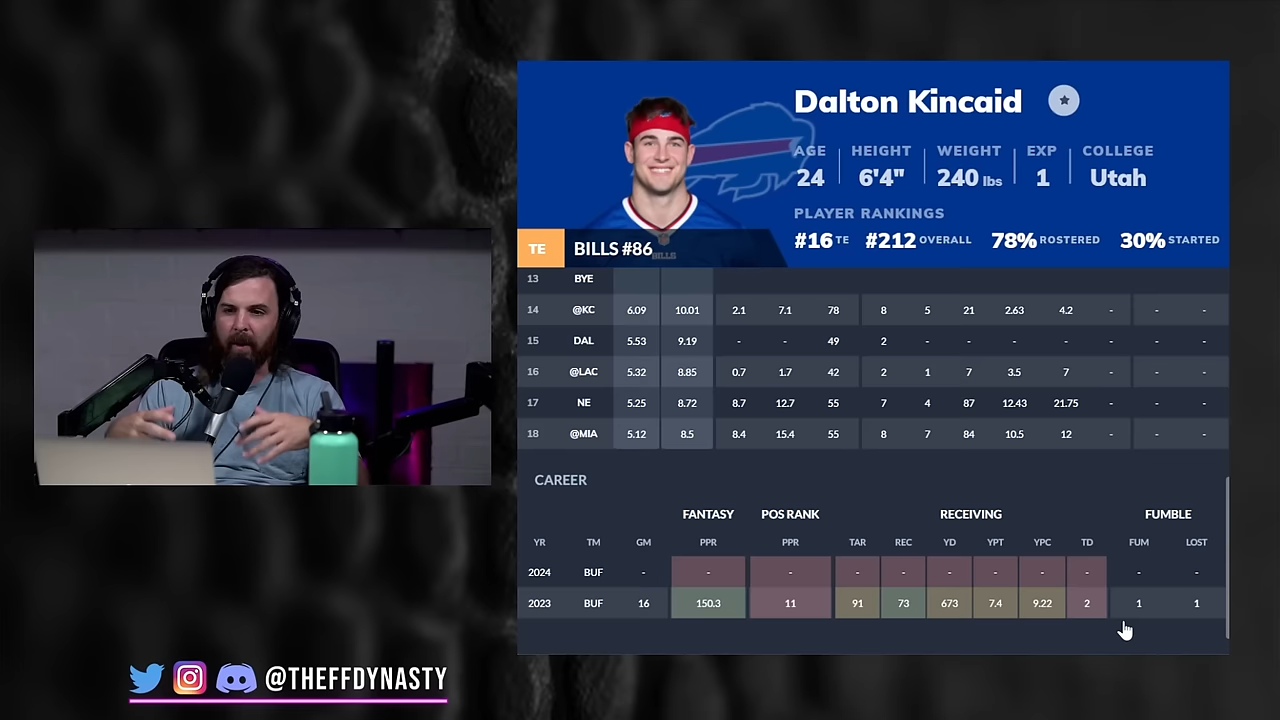 Dalton Kincaid
AGE HEIGHT WEIGHT EXP COLLEGE
24 6'4" 240 lbs 1 Utah
PLAYER RANKINGS
#16 TE #212 OVERALL 78% ROSTERED 30% STARTED
TE BILLS #86
BILLS
13 BYE
14 @KC 6.09 10.01 2.1 7.1 78 8 5 21 2.63 4.2 - - -
15 DAL 5.53 9.19 - - 49 2 - - - - - - -
16 @LAC 5.32 8.85 0.7 1.7 42 2 1 7 3.5 7 - - -
17 NE 5.25 8.72 8.7 12.7 55 7 4 87 12.43 21.75 - - -
18 @MIA 5.12 8.5 8.4 15.4 55 8 7 84 10.5 12 - - -
CAREER
FANTASY POS RANK RECEIVING FUMBLE
YR TM GM PPR PPR TAR REC YD YPT YPC TD FUM LOST
2024 BUF - - - - - - - - - - -
2023 BUF 16 150.3 11 91 73 673 7.4 9.22 2 1 1
@THEFFDYNASTY